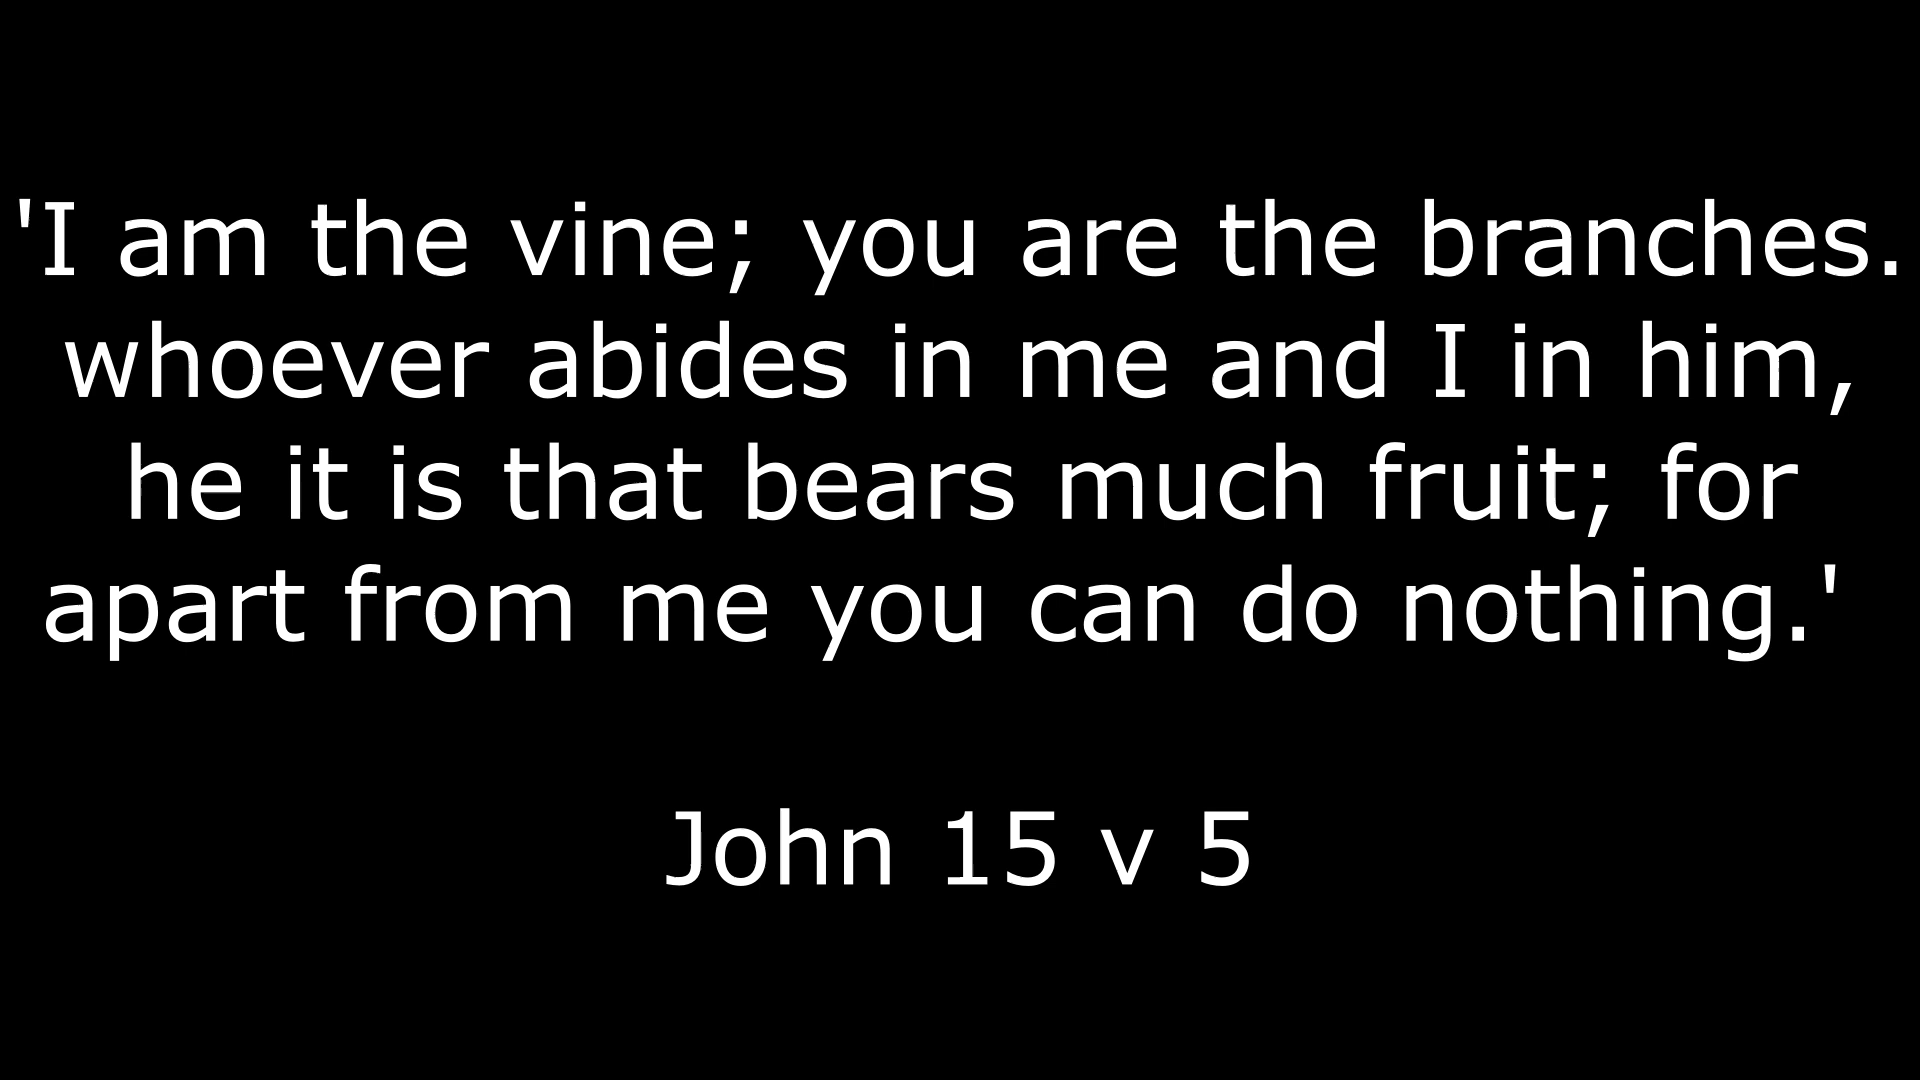 'I am the vine; you are the branches.
whoever abides in me and I in him,
he it is that bears much fruit; for
apart from me you can do nothing.'
John 15 v 5